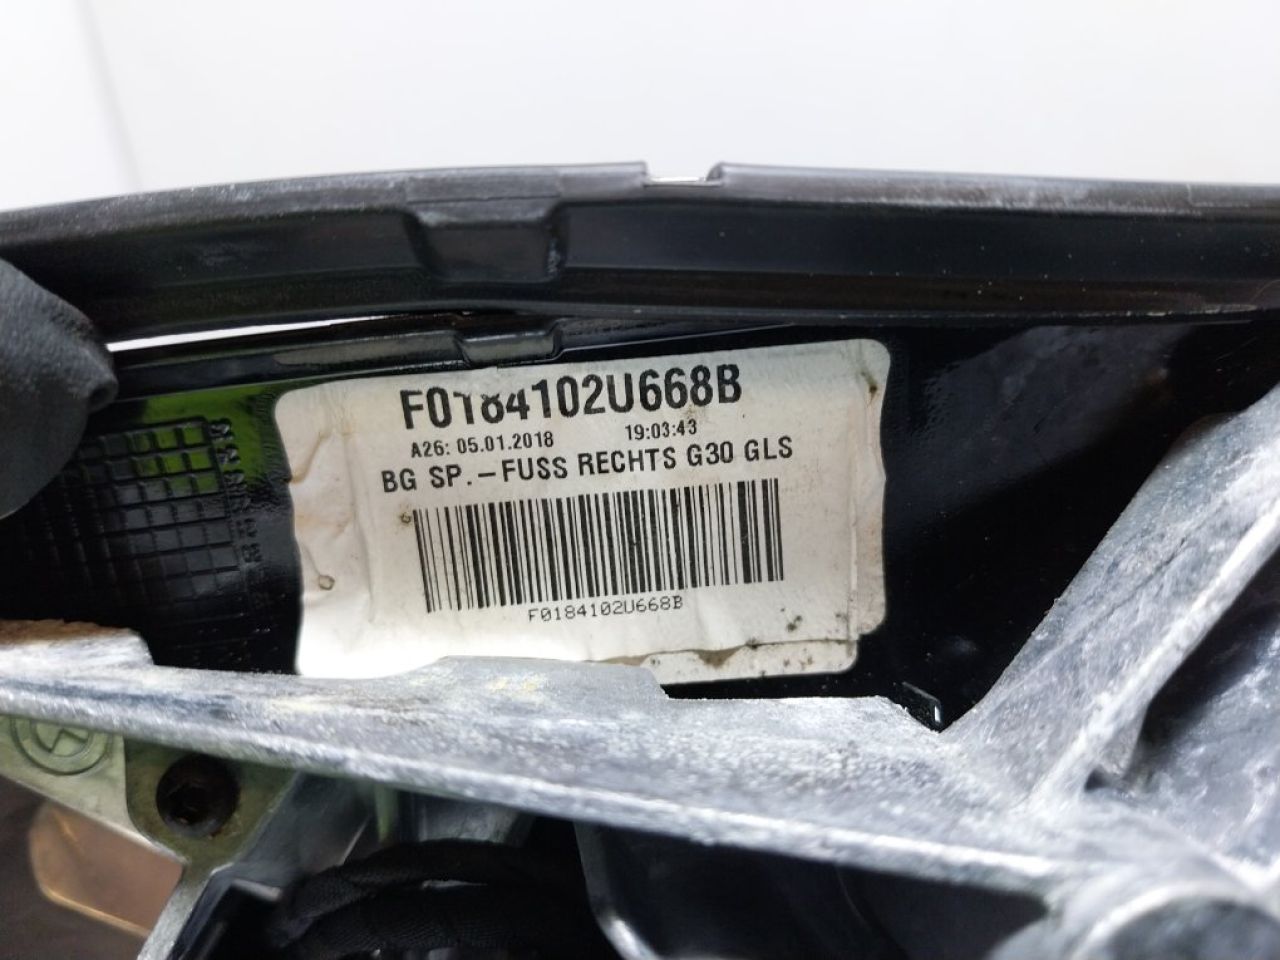 F0184102U668B
A26: 05.01.2018 19:03:43
BG SP.-FUSS RECHTS G30 GLS
F0184102U668B